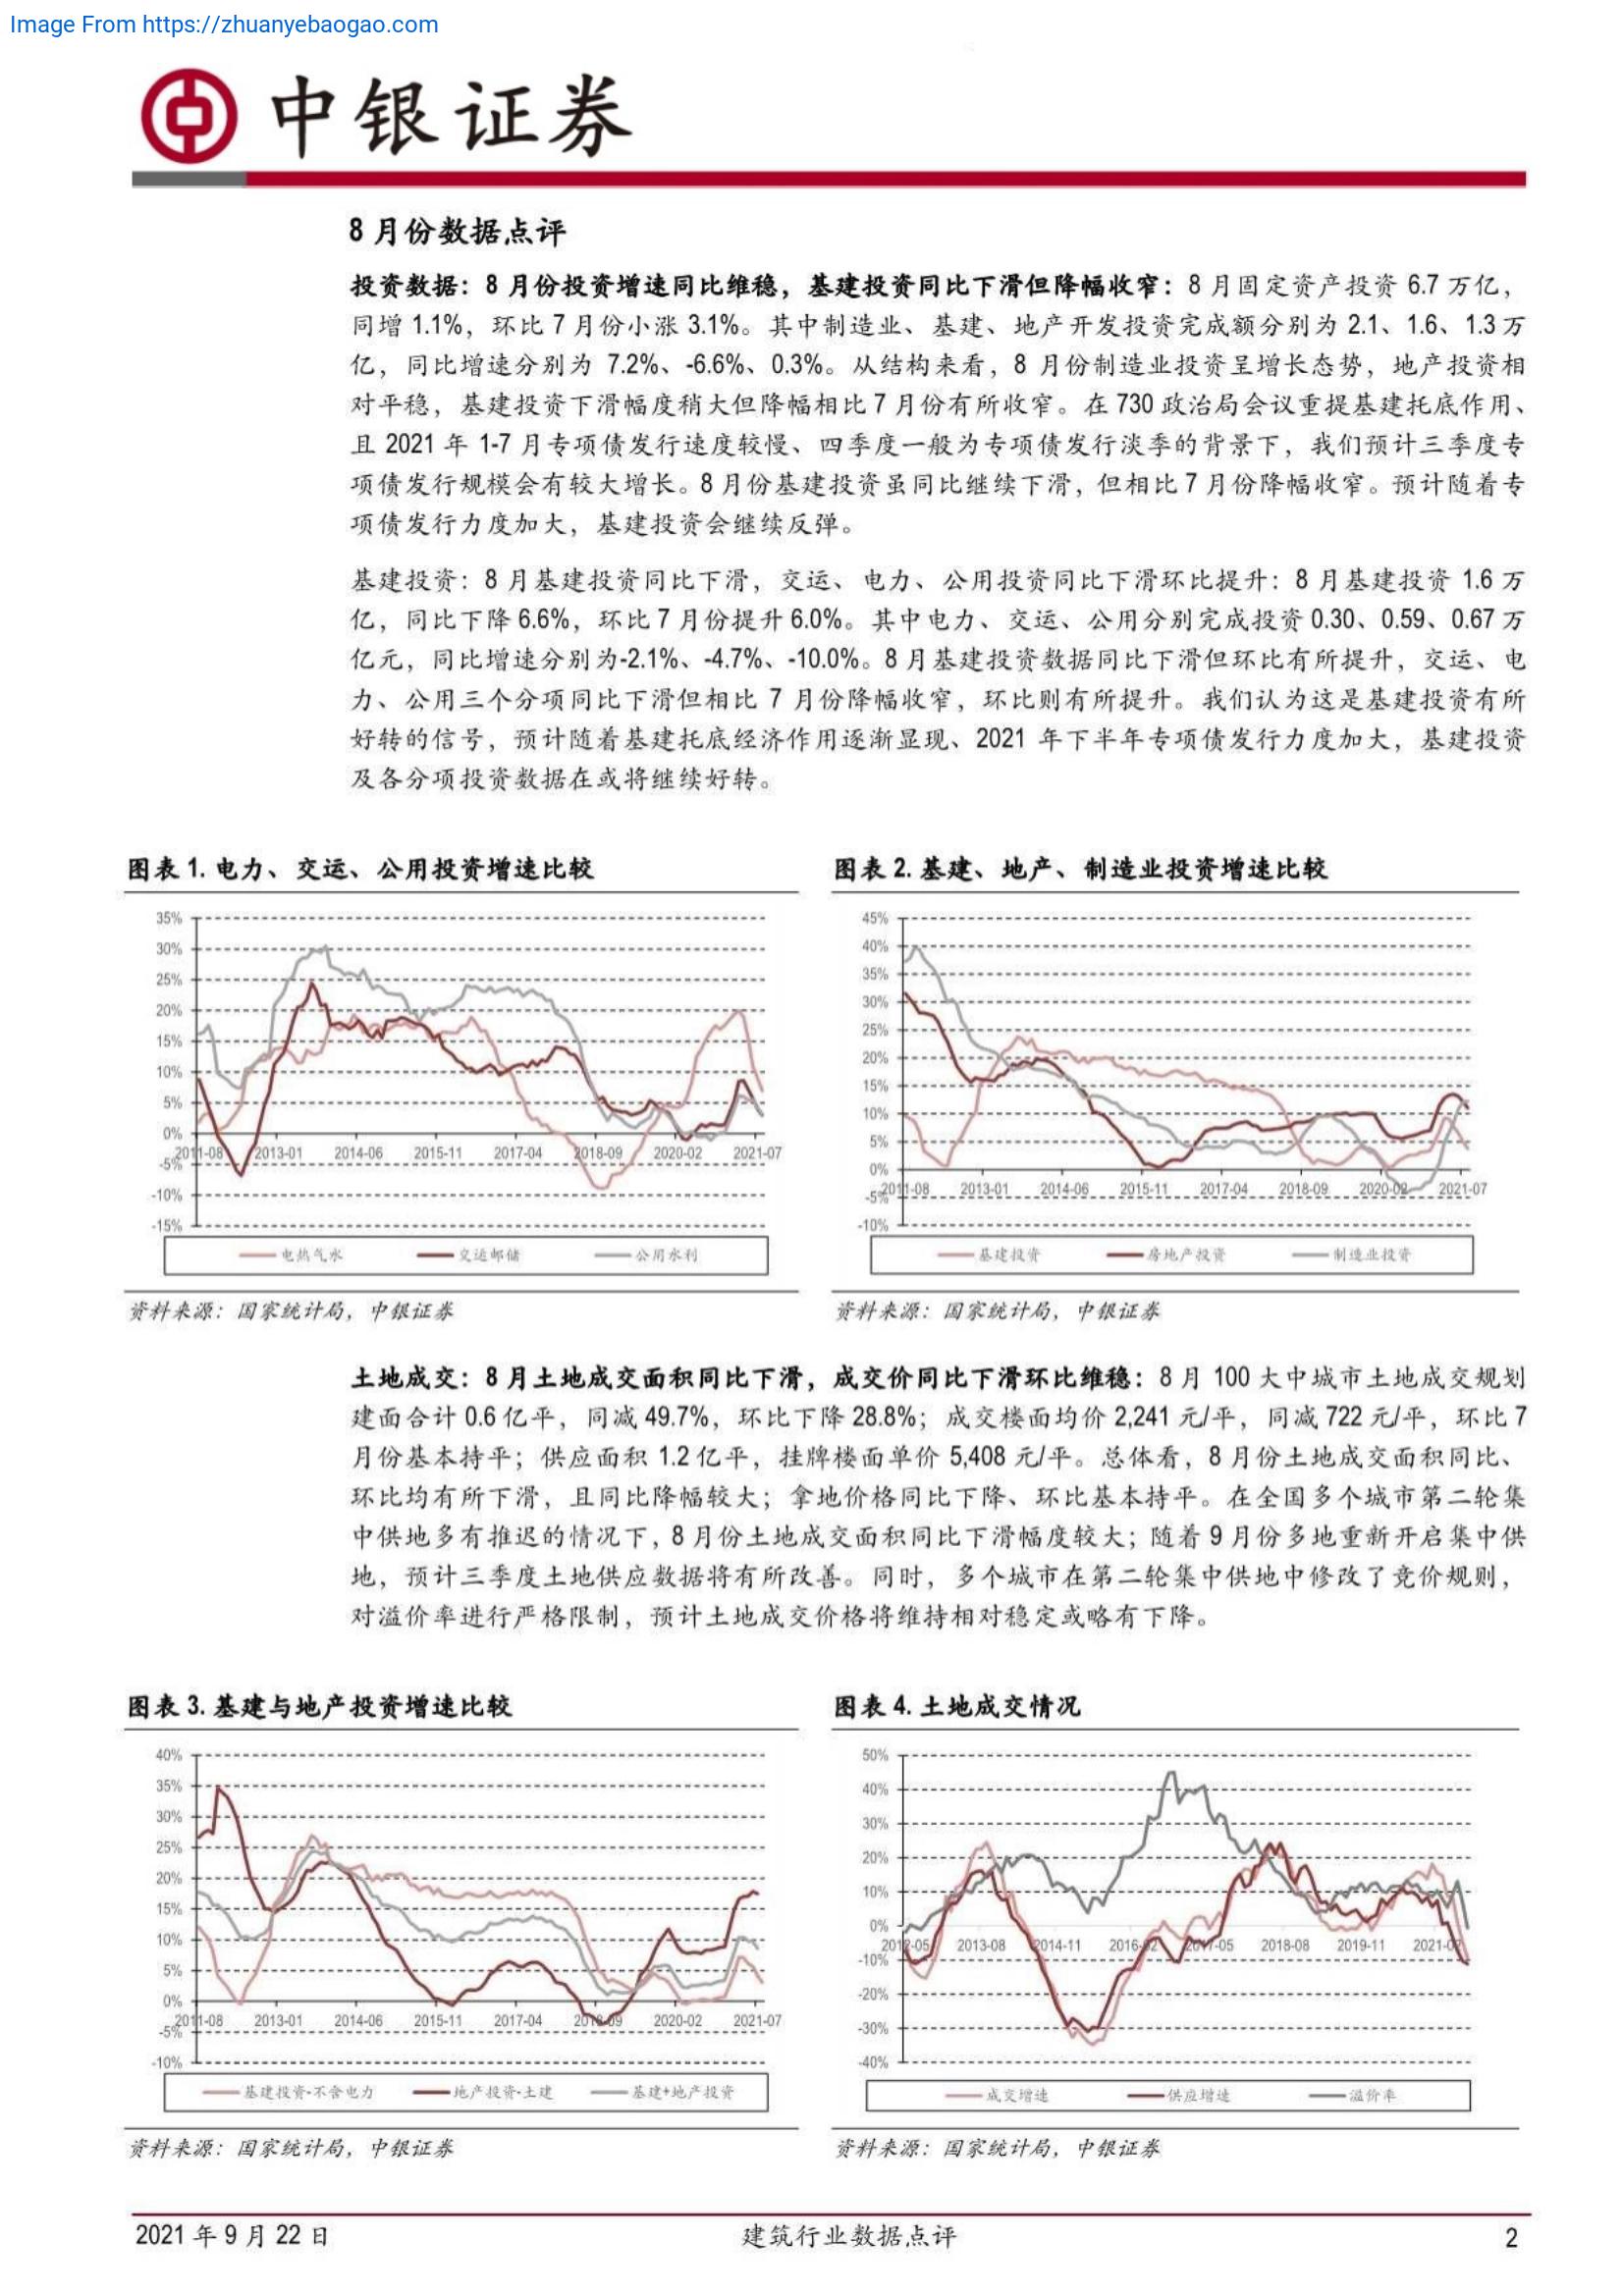 Image From https://zhuanyebaogao.com
中银证券
8 月份数据点评
投资数据：8 月份投资增速同比维稳，基建投资同比下滑但降幅收窄：8 月固定资产投资 6.7 万亿，
同增 1.1%，环比 7 月份小涨 3.1%。其中制造业、基建、地产开发投资完成额分别为 2.1、1.6、1.3 万
亿，同比增速分别为 7.2%、-6.6%、0.3%。从结构来看，8 月份制造业投资呈增长态势，地产投资相
对平稳，基建投资下滑幅度稍大但降幅相比 7 月份有所收窄。在 730 政治局会议重提基建托底作用、
且 2021 年 1-7 月专项债发行速度较慢、四季度一般为专项债发行淡季的背景下，我们预计三季度专
项债发行规模会有较大增长。8 月份基建投资虽同比继续下滑，但相比 7 月份降幅收窄。预计随着专
项债发行力度加大，基建投资会继续反弹。
基建投资：8 月基建投资同比下滑，交运、电力、公用投资同比下滑环比提升：8 月基建投资 1.6 万
亿，同比下降 6.6%，环比 7 月份提升 6.0%。其中电力、交运、公用分别完成投资 0.30、0.59、0.67 万
亿元，同比增速分别为-2.1%、-4.7%、-10.0%。8 月基建投资数据同比下滑但环比有所提升，交运、电
力、公用三个分项同比下滑但相比 7 月份降幅收窄，环比则有所提升。我们认为这是基建投资有所
好转的信号，预计随着基建托底经济作用逐渐显现、2021 年下半年专项债发行力度加大，基建投资
及各分项投资数据在或将继续好转。
图表 1. 电力、交运、公用投资增速比较
35%
30%
25%
20%
15%
10%
5%
0%
-5%
-10%
-15%
2011-08 2013-01 2014-06 2015-11 2017-04 2018-09 2020-02 2021-07
电热气水 交运邮储 公用水利
资料来源：国家统计局，中银证券
图表 2. 基建、地产、制造业投资增速比较
45%
40%
35%
30%
25%
20%
15%
10%
5%
0%
-5%
-10%
2011-08 2013-01 2014-06 2015-11 2017-04 2018-09 2020-02 2021-07
基建投资 房地产投资 制造业投资
资料来源：国家统计局，中银证券
土地成交：8 月土地成交面积同比下滑，成交价同比下滑环比维稳：8 月 100 大中城市土地成交规划
建面合计 0.6 亿平，同减 49.7%，环比下降 28.8%；成交楼面均价 2,241 元/平，同减 722 元/平，环比 7
月份基本持平；供应面积 1.2 亿平，挂牌楼面单价 5,408 元/平。总体看，8 月份土地成交面积同比、
环比均有所下滑，且同比降幅较大；拿地价格同比下降、环比基本持平。在全国多个城市第二轮集
中供地多有推迟的情况下，8 月份土地成交面积同比下滑幅度较大；随着 9 月份多地重新开启集中供
地，预计三季度土地供应数据将有所改善。同时，多个城市在第二轮集中供地中修改了竞价规则，
对溢价率进行严格限制，预计土地成交价格将维持相对稳定或略有下降。
图表 3. 基建与地产投资增速比较
40%
35%
30%
25%
20%
15%
10%
5%
0%
-5%
-10%
2011-08 2013-01 2014-06 2015-11 2017-04 2018-09 2020-02 2021-07
基建投资-不含电力 地产投资-土建 基建+地产投资
资料来源：国家统计局，中银证券
图表 4. 土地成交情况
50%
40%
30%
20%
10%
0%
-10%
-20%
-30%
-40%
2012-05 2013-08 2014-11 2016-02 2017-05 2018-08 2019-11 2021-02
成交增速 供应增速 溢价率
资料来源：国家统计局，中银证券
2021 年 9 月 22 日 建筑行业数据点评 2